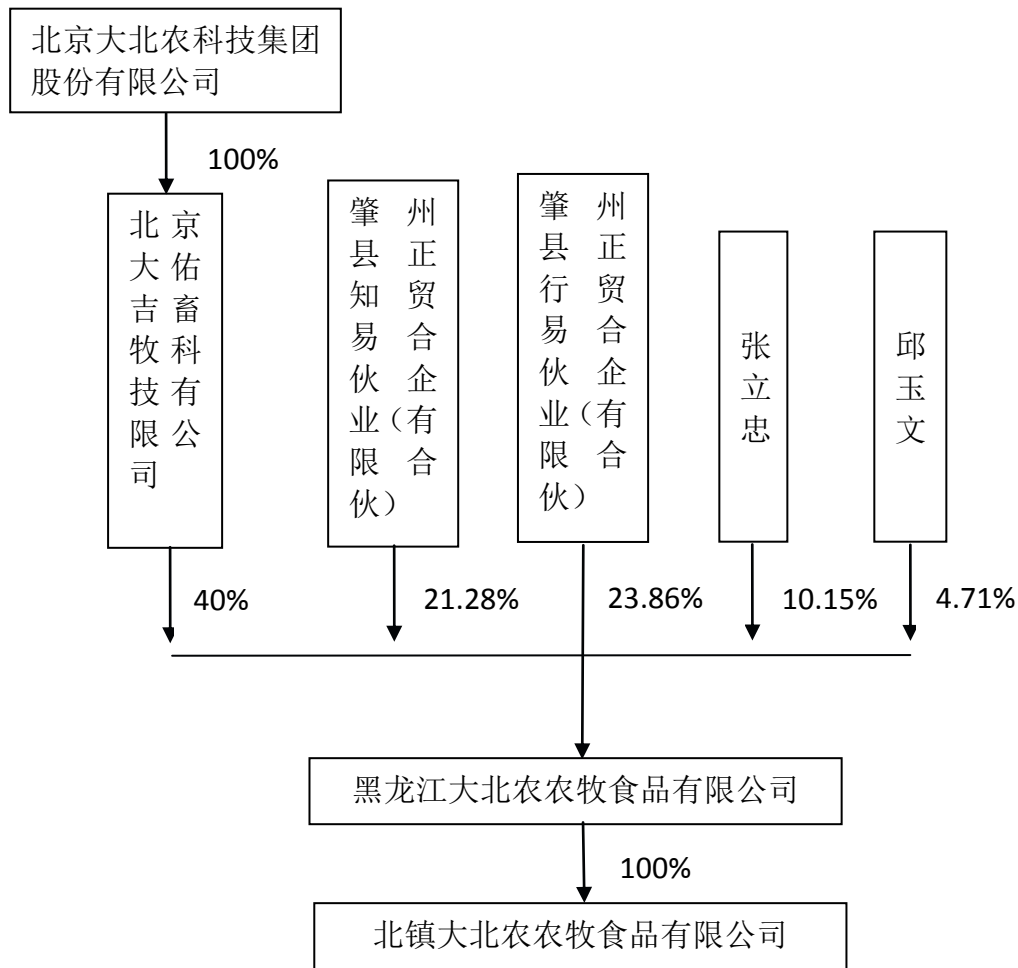 北京大北农科技集团
股份有限公司
100%
北京
大佑
吉畜
牧科
技有
限公
司
肇州
县正
知贸
易合
伙企
业（有
限合
伙）
肇州
县正
行贸
易合
伙企
业（有
限合
伙）
张
立
忠
邱
玉
文
40%
21.28%
23.86%
10.15%
4.71%
黑龙江大北农农牧食品有限公司
100%
北镇大北农农牧食品有限公司